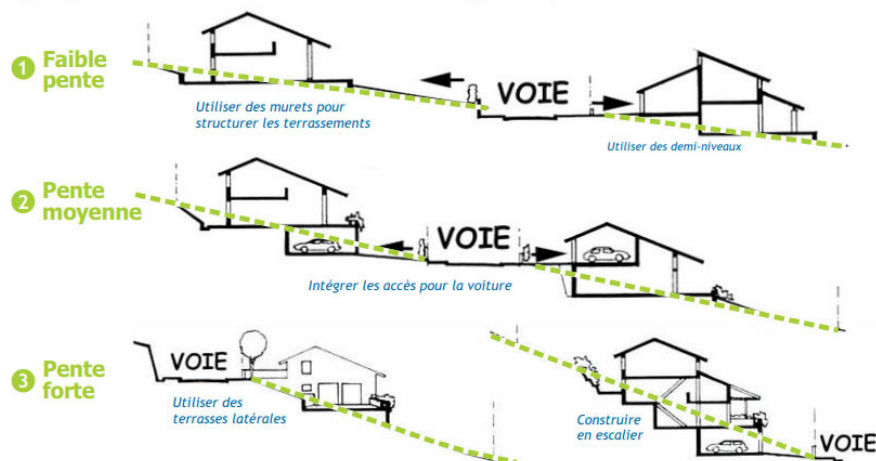 1 Faible
pente
Utiliser des murets pour
structurer les terrassements
VOIE
Utiliser des demi-niveaux
2 Pente
moyenne
VOIE
Intégrer les accès pour la voiture
3 Pente
forte
VOIE
Utiliser des
terrasses latérales
Construire
en escalier
VOIE